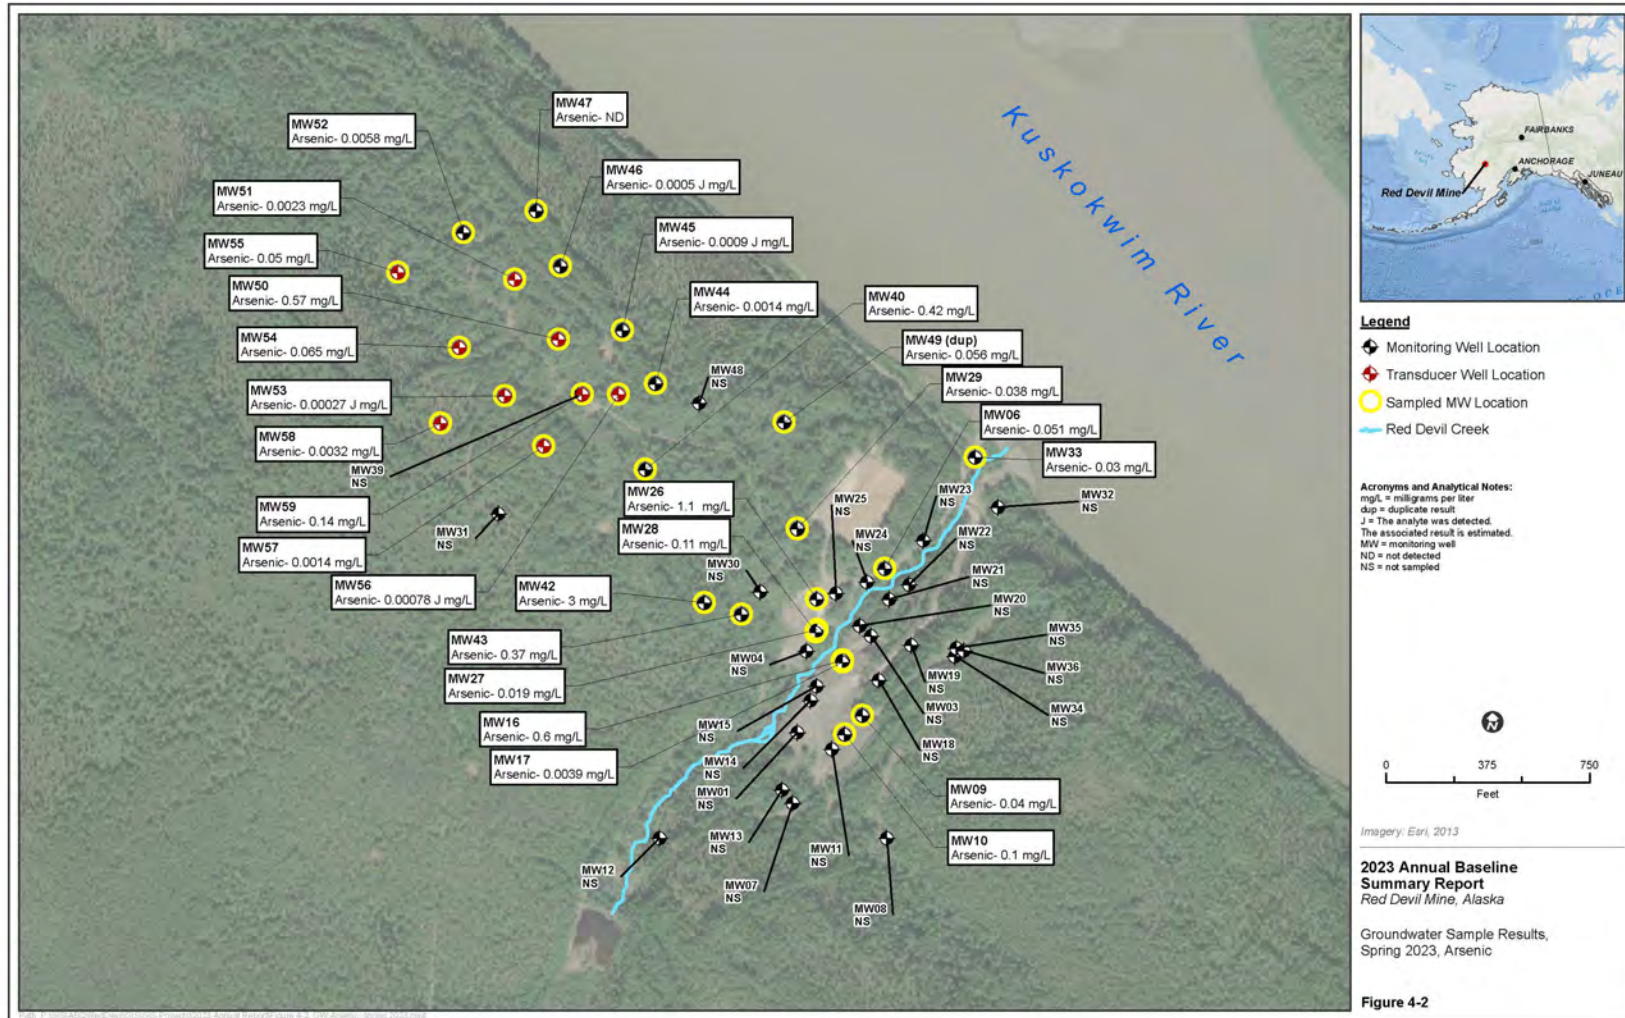 MW47
Arsenic- ND
MW52
Arsenic- 0.0058 mg/L
MW46
Arsenic- 0.0005 J mg/L
MW51
Arsenic- 0.0023 mg/L
MW45
Arsenic- 0.0009 J mg/L
MW55
Arsenic- 0.05 mg/L
MW50
Arsenic- 0.57 mg/L
MW44
Arsenic- 0.0014 mg/L
MW40
Arsenic- 0.42 mg/L
MW54
Arsenic- 0.065 mg/L
MW49 (dup)
Arsenic- 0.056 mg/L
MW48
NS
MW29
Arsenic- 0.038 mg/L
MW53
Arsenic- 0.00027 J mg/L
MW06
Arsenic- 0.051 mg/L
MW58
Arsenic- 0.0032 mg/L
MW33
Arsenic- 0.03 mg/L
MW39
NS
MW26
Arsenic- 1.1 mg/L
MW25
NS
MW23
NS
MW32
NS
MW59
Arsenic- 0.14 mg/L
MW31
NS
MW28
Arsenic- 0.11 mg/L
MW24
NS
MW22
NS
MW57
Arsenic- 0.0014 mg/L
MW30
NS
MW21
NS
MW56
Arsenic- 0.00078 J mg/L
MW42
Arsenic- 3 mg/L
MW20
NS
MW43
Arsenic- 0.37 mg/L
MW35
NS
MW04
NS
MW36
NS
MW27
Arsenic- 0.019 mg/L
MW19
NS
MW03
NS
MW34
NS
MW16
Arsenic- 0.6 mg/L
MW15
NS
MW18
NS
MW17
Arsenic- 0.0039 mg/L
MW14
NS
MW01
NS
MW09
Arsenic- 0.04 mg/L
MW13
NS
MW11
NS
MW10
Arsenic- 0.1 mg/L
MW12
NS
MW07
NS
MW08
NS
Kuskokwim River
FAIRBANKS
ANCHORAGE
JUNEAU
Red Devil Mine
Legend
Monitoring Well Location
Transducer Well Location
Sampled MW Location
Red Devil Creek
Acronyms and Analytical Notes:
mg/L = milligrams per liter
dup = duplicate result
J = The analyte was detected.
The associated result is estimated.
MW = monitoring well
ND = not detected
NS = not sampled
N
0 375 750
Feet
Imagery: Esri, 2013
2023 Annual Baseline
Summary Report
Red Devil Mine, Alaska
Groundwater Sample Results,
Spring 2023, Arsenic
Figure 4-2